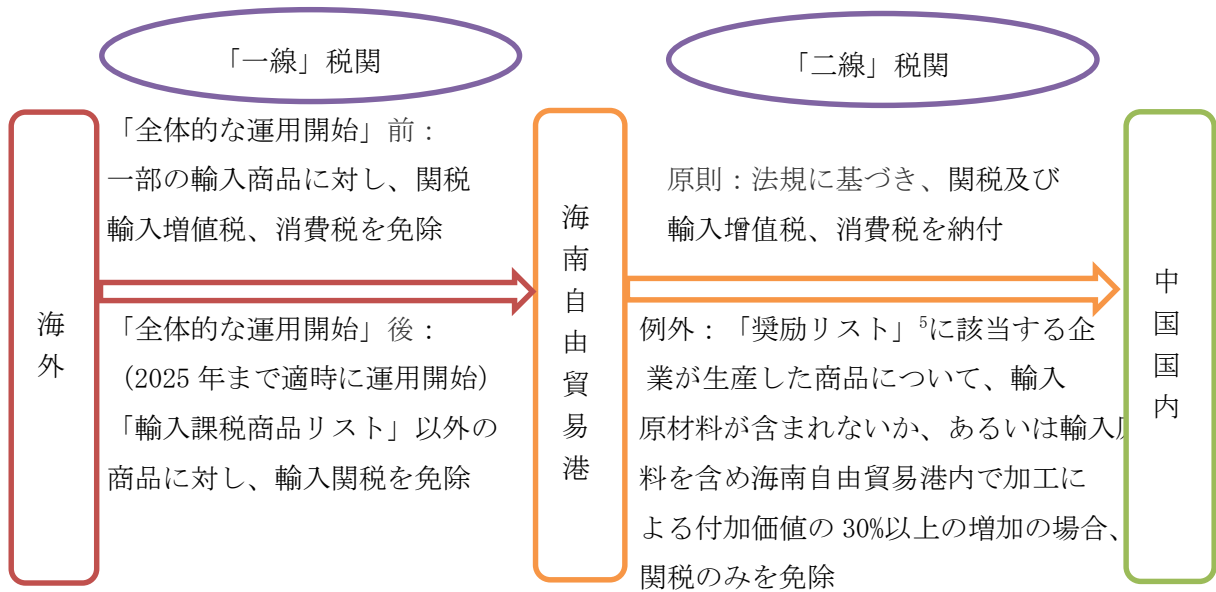 「一線」税関
「二線」税関
海外
「全体的な運用開始」前：
一部の輸入商品に対し、関税
輸入増値税、消費税を免除
「全体的な運用開始」後：
（2025 年まで適時に運用開始）
「輸入課税商品リスト」以外の
商品に対し、輸入関税を免除
海南自由貿易港
原則：法規に基づき、関税及び
輸入増値税、消費税を納付
例外：「奨励リスト」5に該当する企
業が生産した商品について、輸入
原材料が含まれないか、あるいは輸入
料を含め海南自由貿易港内で加工に
よる付加価値の 30%以上の増加の場合、
関税のみを免除
中国国内